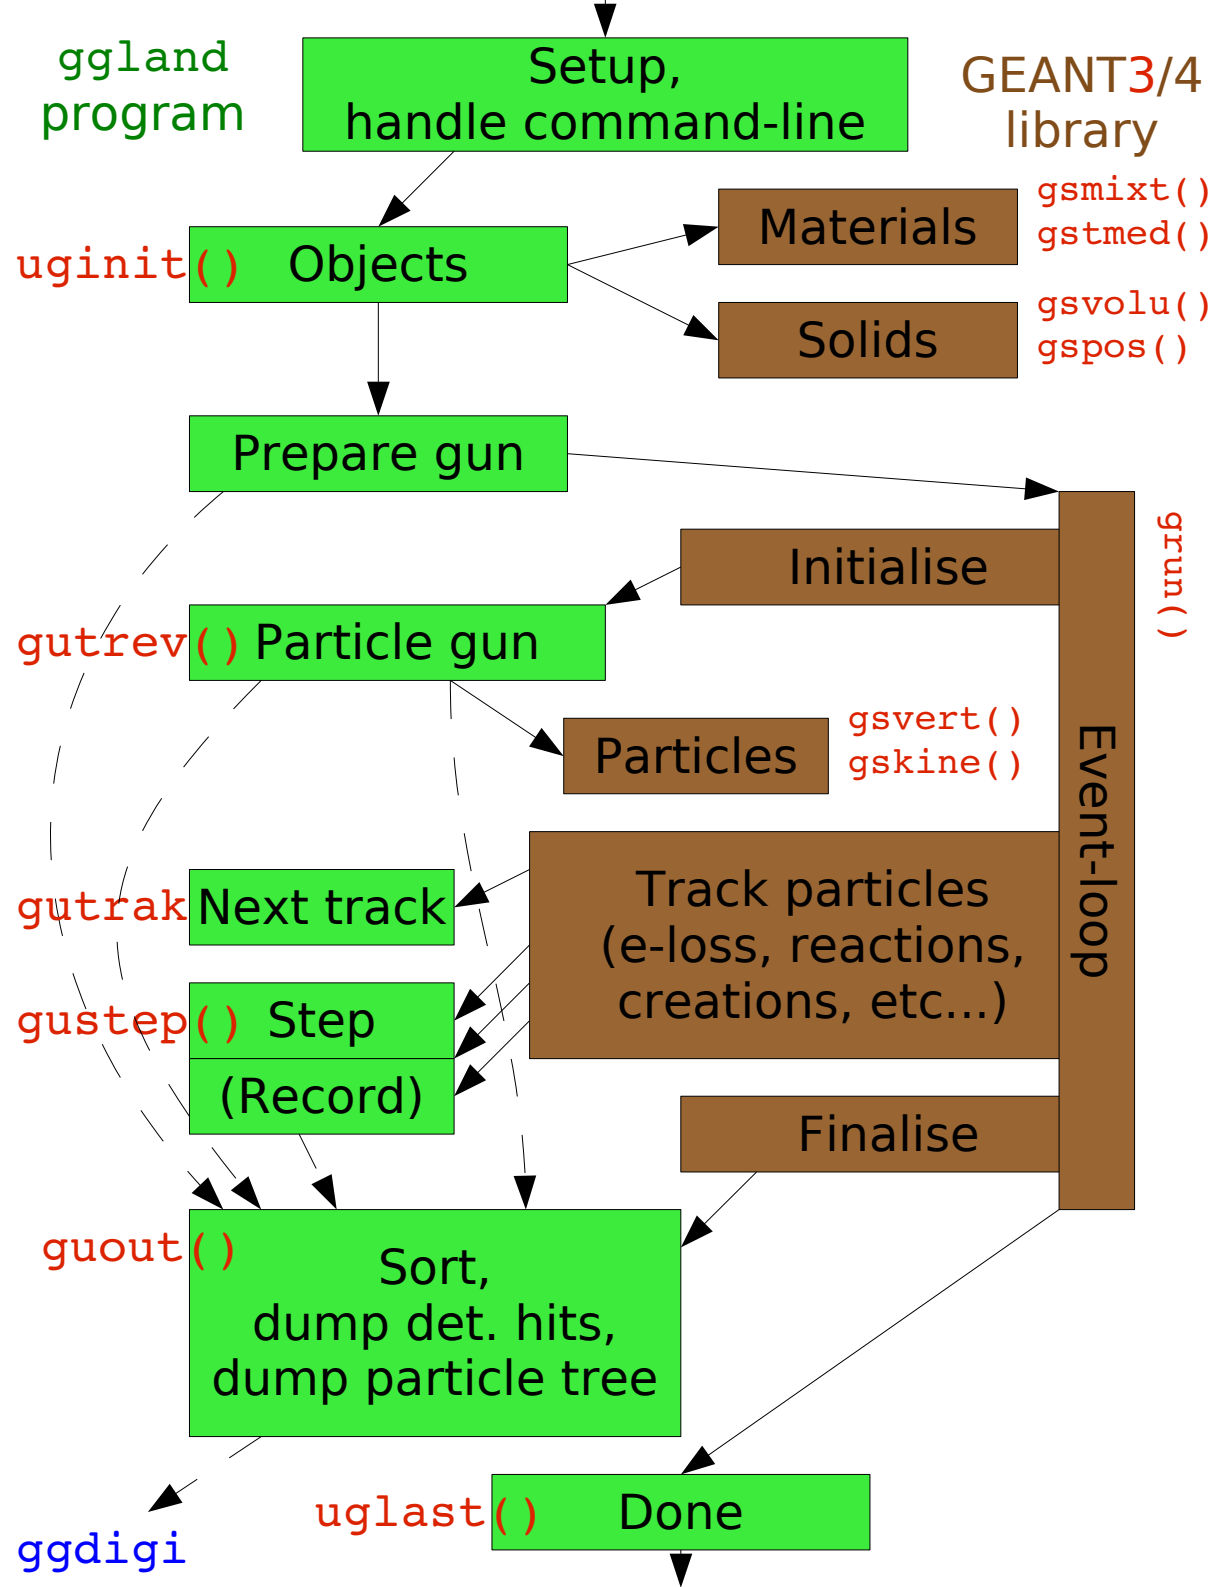 ggland
program
Setup,
handle command-line
GEANT3/4
library
gsmixt()
Materials
gstmed()
uginit()
Objects
gsvolu()
Solids
gspos()
Prepare gun
grun()
Initialise
gutrev()
Particle gun
gsvert()
Particles
gskine()
Event-loop
gutrak
Next track
Track particles
(e-loss, reactions,
creations, etc...)
gustep()
Step
(Record)
Finalise
guout()
Sort,
dump det. hits,
dump particle tree
uglast()
Done
ggdigi